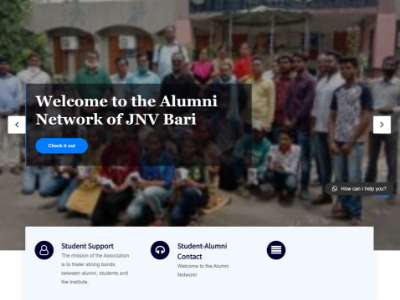 Welcome to the Alumni
Network of JNV Bari
Check it out
How can I help you?
Student Support
The mission of the Association
is to foster strong bonds
between alumni, students and
the Institute.
Student-Alumni
Contact
Welcome to the Alumni
Network!